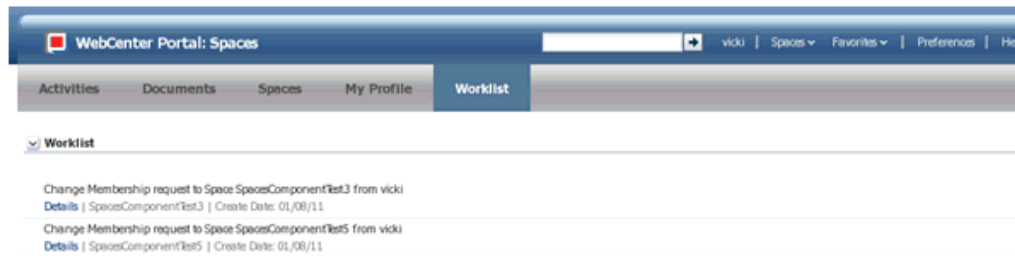 WebCenter Portal: Spaces
vicki | Spaces | Favorites | Preferences | He
Activities Documents Spaces My Profile Worklist
Worklist
Change Membership request to Space SpacesComponentTest3 from vicki
Details | SpacesComponentTest3 | Create Date: 01/08/11
Change Membership request to Space SpacesComponentTest5 from vicki
Details | SpacesComponentTest5 | Create Date: 01/08/11